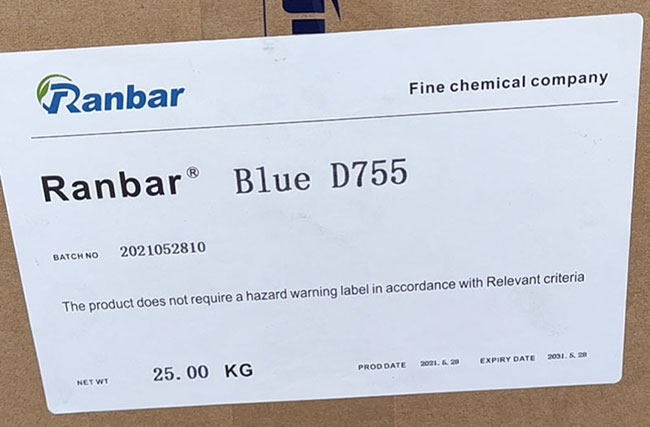 Ranbar
Fine chemical company
Ranbar® Blue D755
BATCH NO 2021052810
The product does not require a hazard warning label in accordance with Relevant criteria
NET WT 25.00 KG PROD DATE 2021. 5. 28 EXPIRY DATE 2031. 5. 28